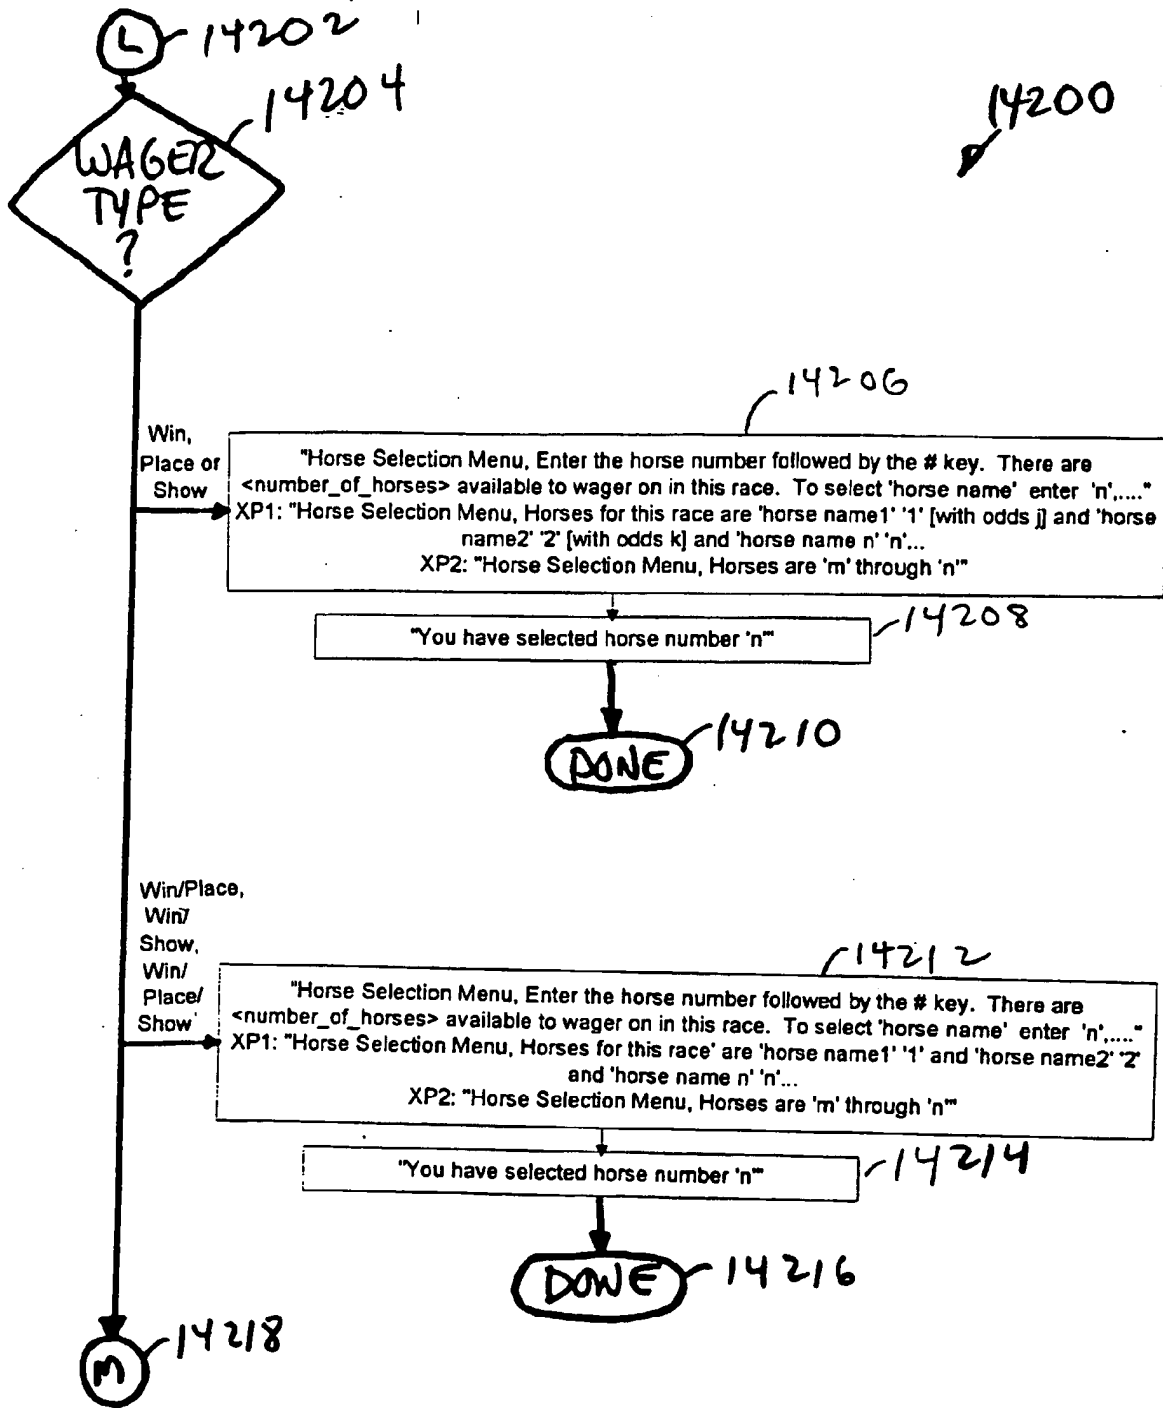 L 14202
14204
WAGER
TYPE
?
14200
14206
Win,
Place or
Show
"Horse Selection Menu, Enter the horse number followed by the # key. There are
<number_of_horses> available to wager on in this race. To select 'horse name' enter 'n',...."
XP1: "Horse Selection Menu, Horses for this race are 'horse name1' '1' [with odds j] and 'horse
name2' '2' [with odds k] and 'horse name n' 'n'...
XP2: "Horse Selection Menu, Horses are 'm' through 'n'"
"You have selected horse number 'n'"
14208
DONE
14210
Win/Place,
Win/
Show,
Win/
Place/
Show
14212
"Horse Selection Menu, Enter the horse number followed by the # key. There are
<number_of_horses> available to wager on in this race. To select 'horse name' enter 'n',...."
XP1: "Horse Selection Menu, Horses for this race' are 'horse name1' '1' and 'horse name2' '2'
and 'horse name n' 'n'...
XP2: "Horse Selection Menu, Horses are 'm' through 'n'"
"You have selected horse number 'n'"
14214
DONE
14216
M 14218